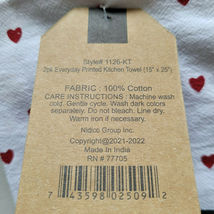 Style# 1126-KT
2pk Everyday Printed Kitchen Towel (15" x 25")
FABRIC : 100% Cotton
CARE INSTRUCTIONS : Machine wash
cold. Gentle cycle. Wash dark colors
separately. Do not bleach. Line dry.
Warm iron if necessary.
Nidico Group Inc.
Copyright@2021-2022
Made In India
RN # 77705
7 43598 02509 2